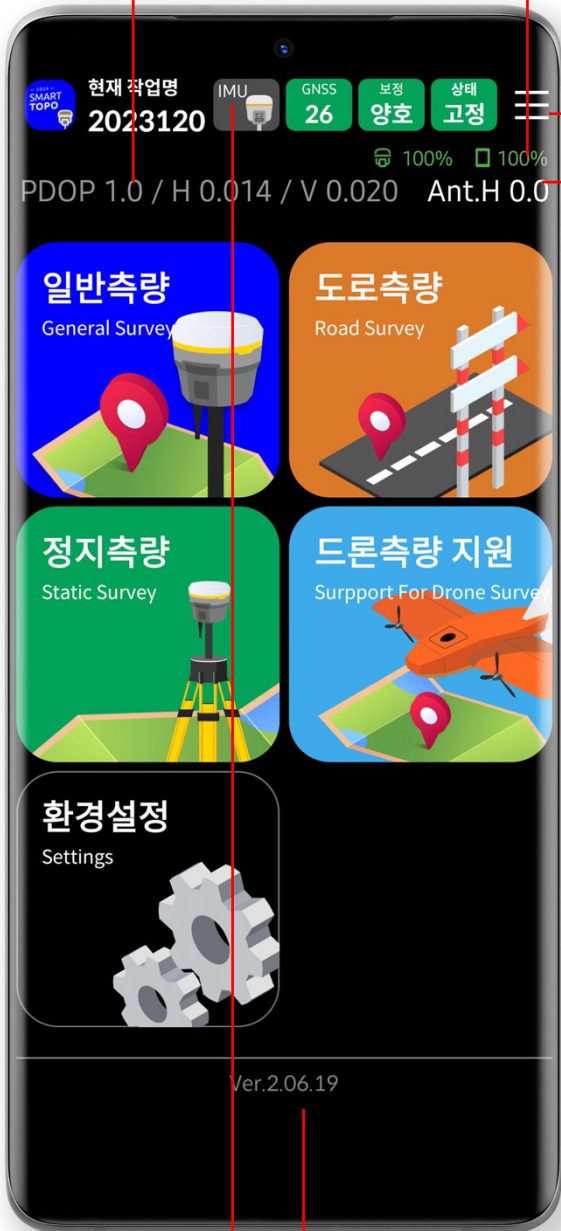 - 2024 -
SMART
TOPO
현재 작업명
2023120
IMU
GNSS
26
보정
양호
상태
고정
100%
100%
PDOP 1.0 / H 0.014 / V 0.020
Ant.H 0.0
일반측량
General Survey
도로측량
Road Survey
정지측량
Static Survey
드론측량 지원
Surpport For Drone Survey
환경설정
Settings
Ver.2.06.19